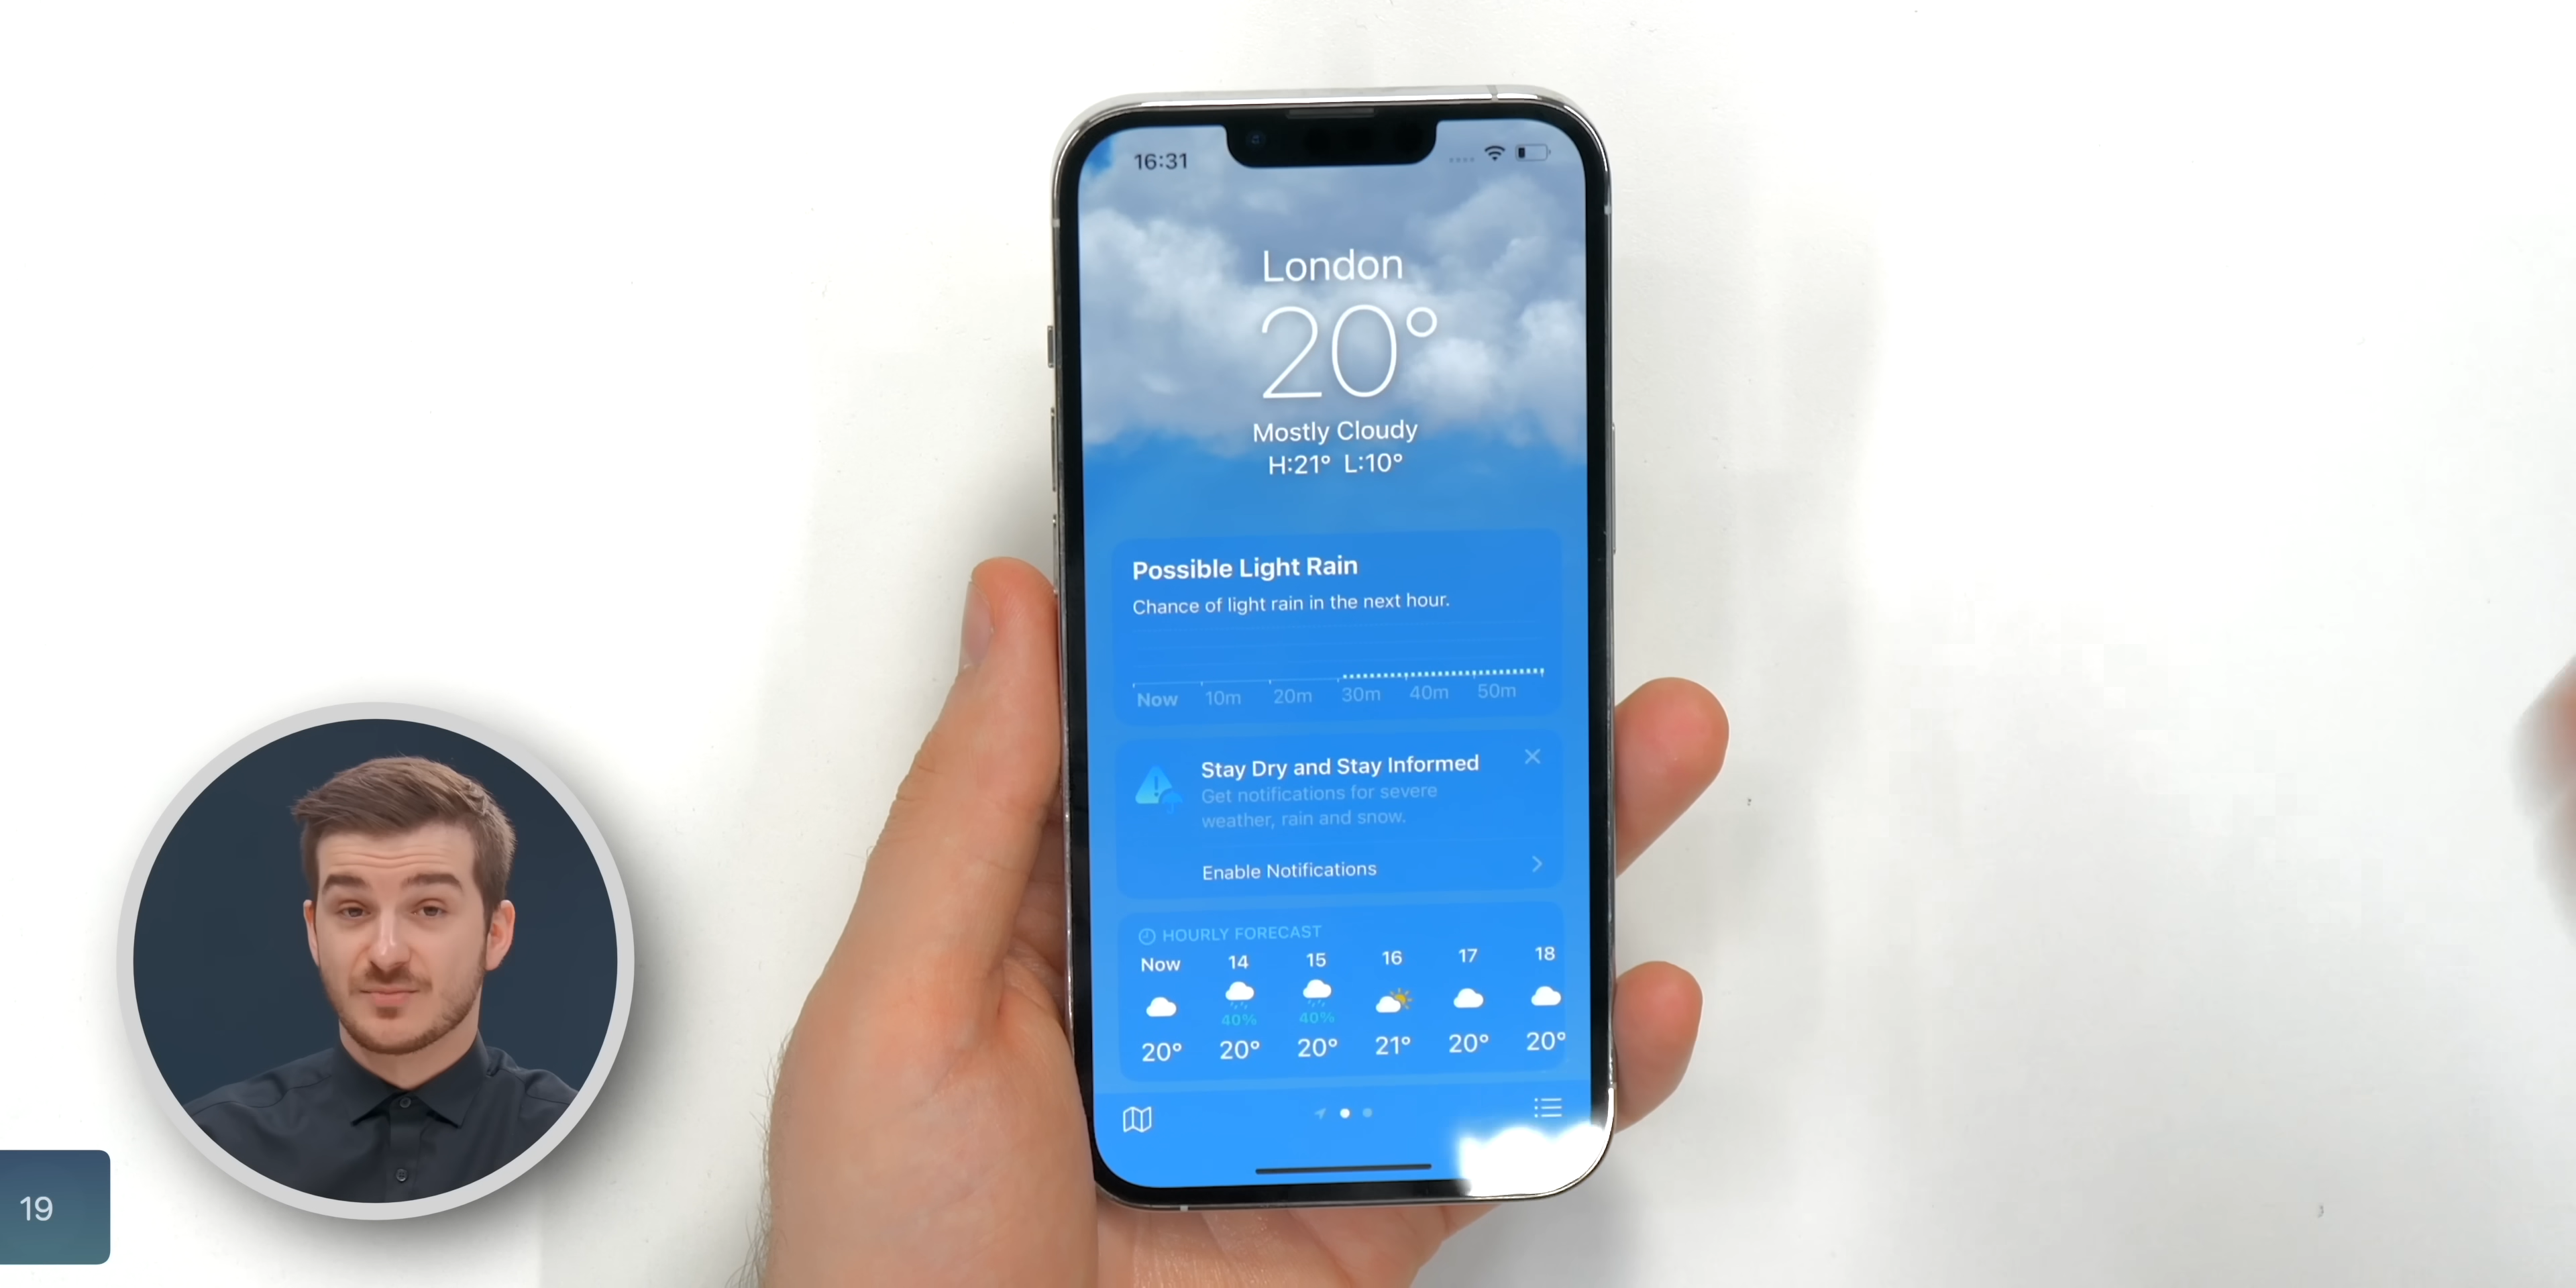 16:31
London
20°
Mostly Cloudy
H:21° L:10°
Possible Light Rain
Chance of light rain in the next hour.
Now 10m 20m 30m 40m 50m
Stay Dry and Stay Informed
Get notifications for severe
weather, rain and snow.
Enable Notifications
HOURLY FORECAST
Now 14 15 16 17 18
40% 40%
20° 20° 20° 21° 20° 20°
19